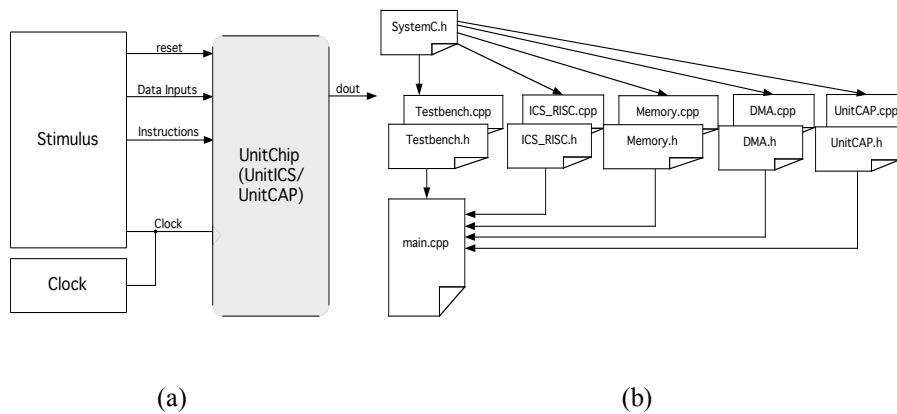 reset
Data Inputs
Instructions
Stimulus
Clock
Clock
UnitChip
(UnitICS/
UnitCAP)
dout
(a)
SystemC.h
Testbench.cpp
Testbench.h
ICS_RISC.cpp
ICS_RISC.h
Memory.cpp
Memory.h
DMA.cpp
DMA.h
UnitCAP.cpp
UnitCAP.h
main.cpp
(b)